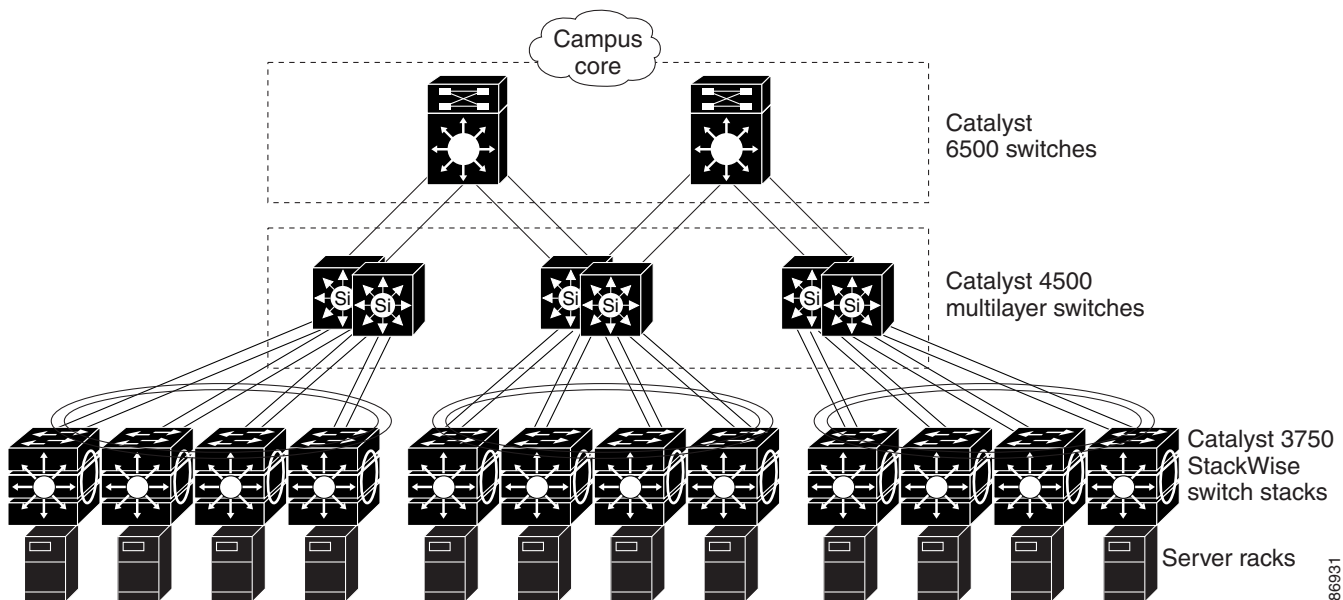 Campus
core
Catalyst
6500 switches
Si
Si
Si
Si
Si
Si
Catalyst 4500
multilayer switches
Catalyst 3750
StackWise
switch stacks
Server racks
86931